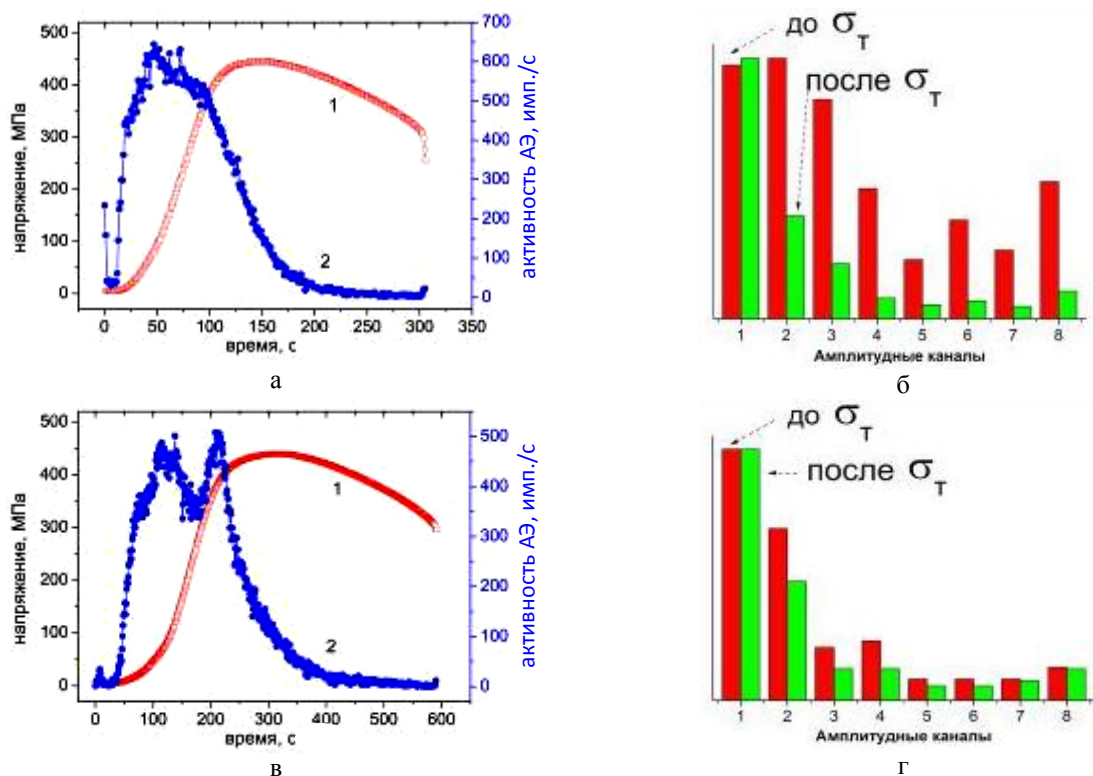 напряжение, МПа
500
400
300
200
100
0
1
2
700
600
500
400
300
200
100
0
активность АЭ, имп./с
0 50 100 150 200 250 300 350
время, с
а
до σт
после σт
1 2 3 4 5 6 7 8
Амплитудные каналы
б
напряжение, МПа
500
400
300
200
100
0
1
2
500
400
300
200
100
0
активность АЭ, имп./с
0 100 200 300 400 500 600
время, с
в
до σт
после σт
1 2 3 4 5 6 7 8
Амплитудные каналы
г